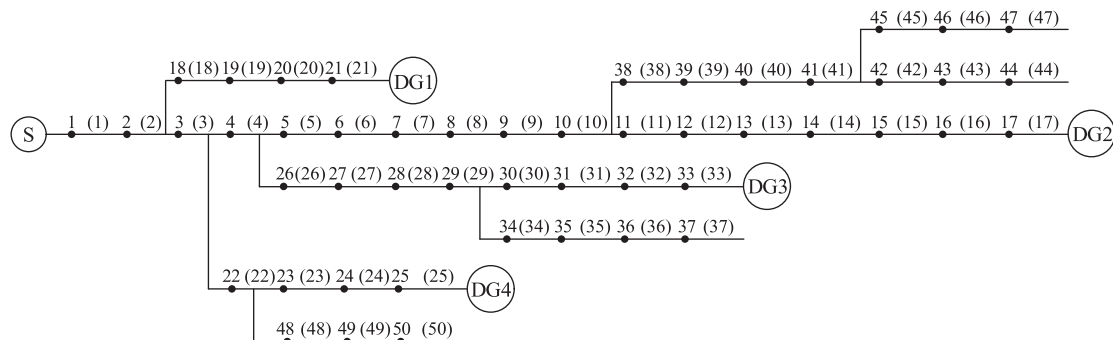 45 (45) 46 (46) 47 (47)
18 (18) 19 (19) 20 (20) 21 (21) DG1 38 (38) 39 (39) 40 (40) 41 (41) 42 (42) 43 (43) 44 (44)
S 1 (1) 2 (2) 3 (3) 4 (4) 5 (5) 6 (6) 7 (7) 8 (8) 9 (9) 10 (10) 11 (11) 12 (12) 13 (13) 14 (14) 15 (15) 16 (16) 17 (17) DG2
26 (26) 27 (27) 28 (28) 29 (29) 30 (30) 31 (31) 32 (32) 33 (33) DG3
34 (34) 35 (35) 36 (36) 37 (37)
22 (22) 23 (23) 24 (24) 25 (25) DG4
48 (48) 49 (49) 50 (50)